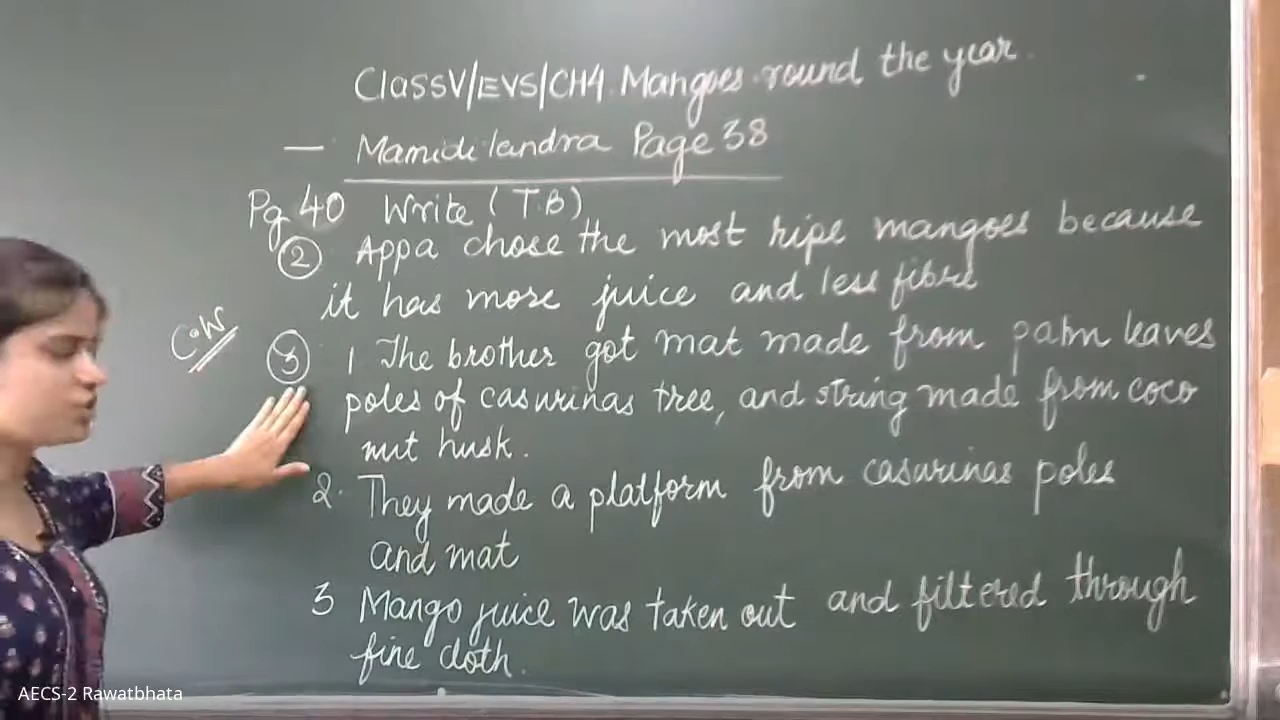 ClassV/EVS/CH4. Mangoes round the year.
— Mamidi tandra Page 38
Pg 40 Write (T.B)
② Appa chose the most ripe mangoes because
it has more juice and less fibre
C.W
③ 1 The brother got mat made from palm leaves
poles of casurinas tree, and string made from coco
nut husk.
2. They made a platform from casurinas poles
and mat
3 Mango juice was taken out and filtered through
fine cloth.
AECS-2 Rawatbhata